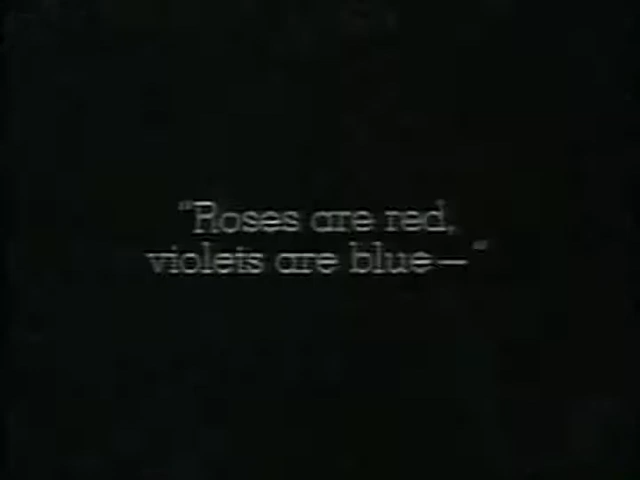 "Roses are red,
violets are blue—"